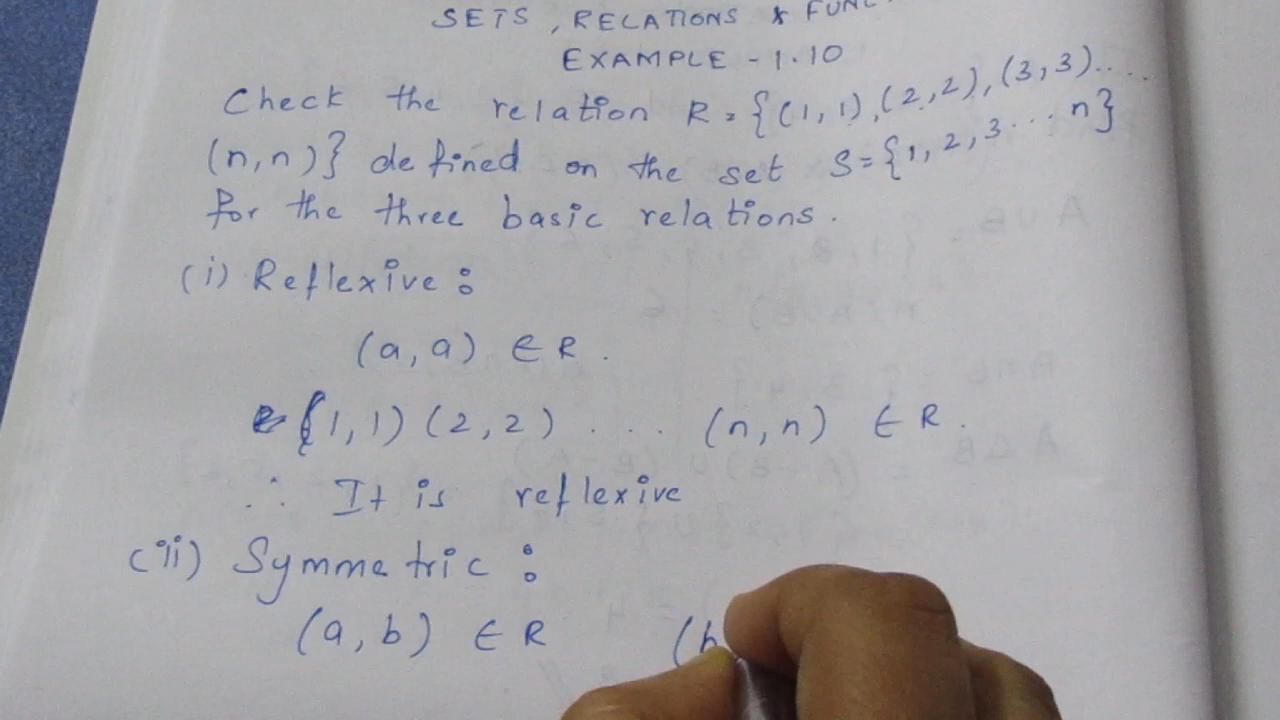 SETS, RELATIONS &
EXAMPLE - 1.10
Check the relation R = {(1,1),(2,2),(3,3)....
(n,n)} defined on the set S={1,2,3...n}
for the three basic relations.
(i) Reflexive :
(a,a) ∈ R.
(1,1) (2,2) .... (n,n) ∈ R.
∴ It is reflexive
(ii) Symmetric :
(a,b) ∈ R (b